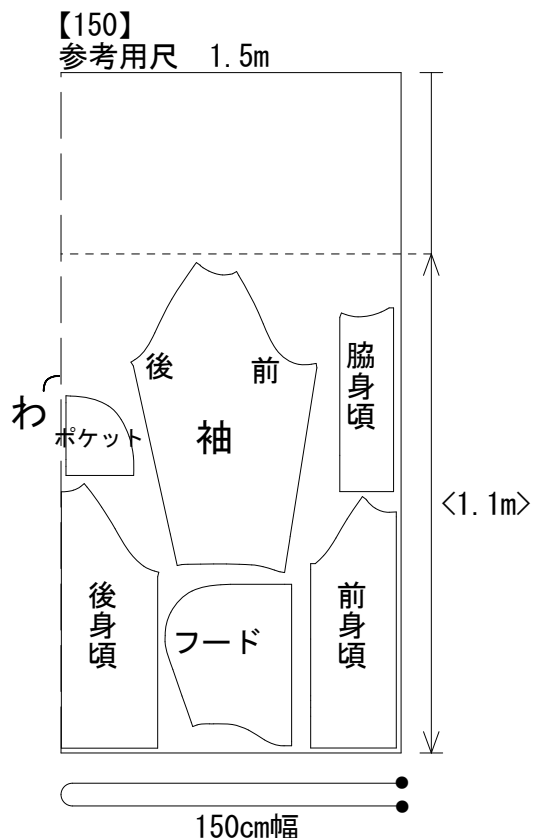 【150】
参考用尺　1.5m
後
前
袖
脇身頃
わ
ポケット
<1.1m>
後身頃
フード
前身頃
150cm幅